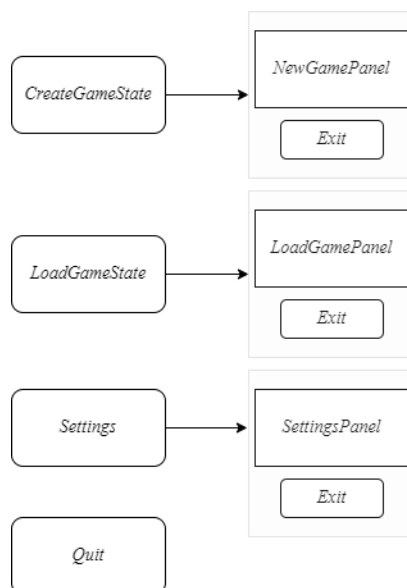 NewGamePanel
CreateGameState
Exit
LoadGamePanel
LoadGameState
Exit
Settings
SettingsPanel
Exit
Quit